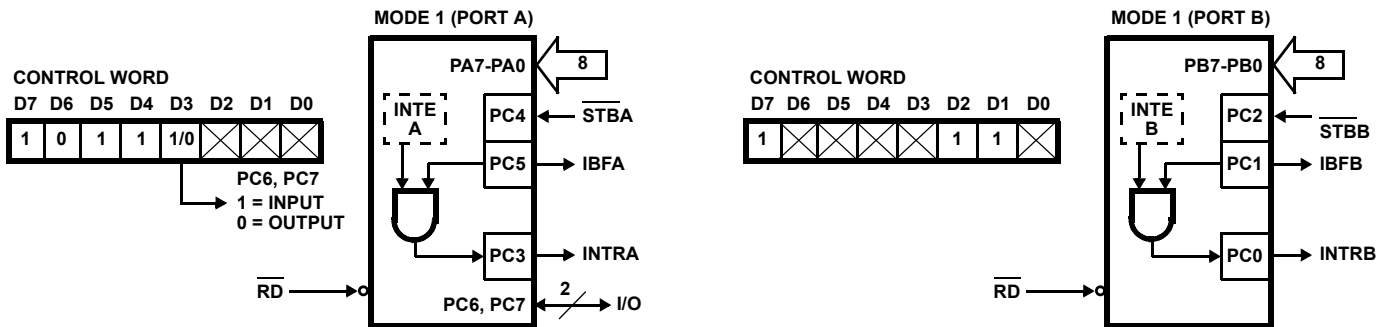 MODE 1 (PORT A)
PA7-PA0
8
CONTROL WORD
D7 D6 D5 D4 D3 D2 D1 D0
1 0 1 1 1/0
PC6, PC7
1 = INPUT
0 = OUTPUT
INTE
A
PC4
STBA
PC5
IBFA
PC3
INTRA
RD
PC6, PC7
2
I/O
MODE 1 (PORT B)
PB7-PB0
8
CONTROL WORD
D7 D6 D5 D4 D3 D2 D1 D0
1 1 1
INTE
B
PC2
STBB
PC1
IBFB
PC0
INTRB
RD